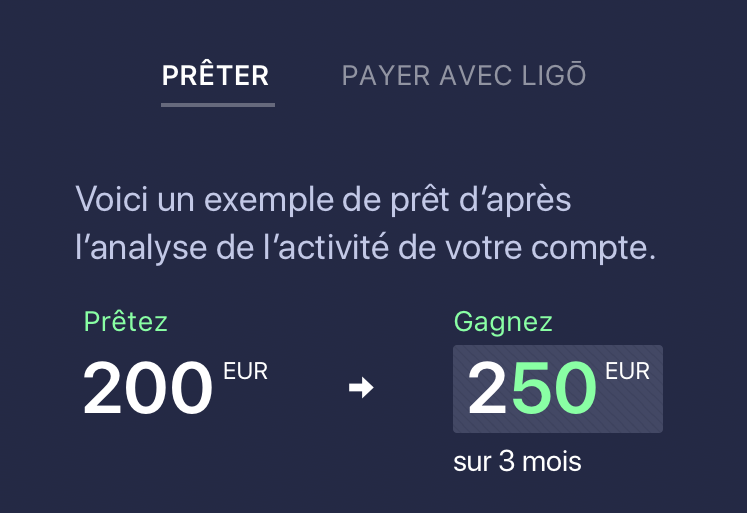 PRÊTER PAYER AVEC LIGŌ
Voici un exemple de prêt d’après
l’analyse de l’activité de votre compte.
Prêtez Gagnez
200 EUR 250 EUR
sur 3 mois